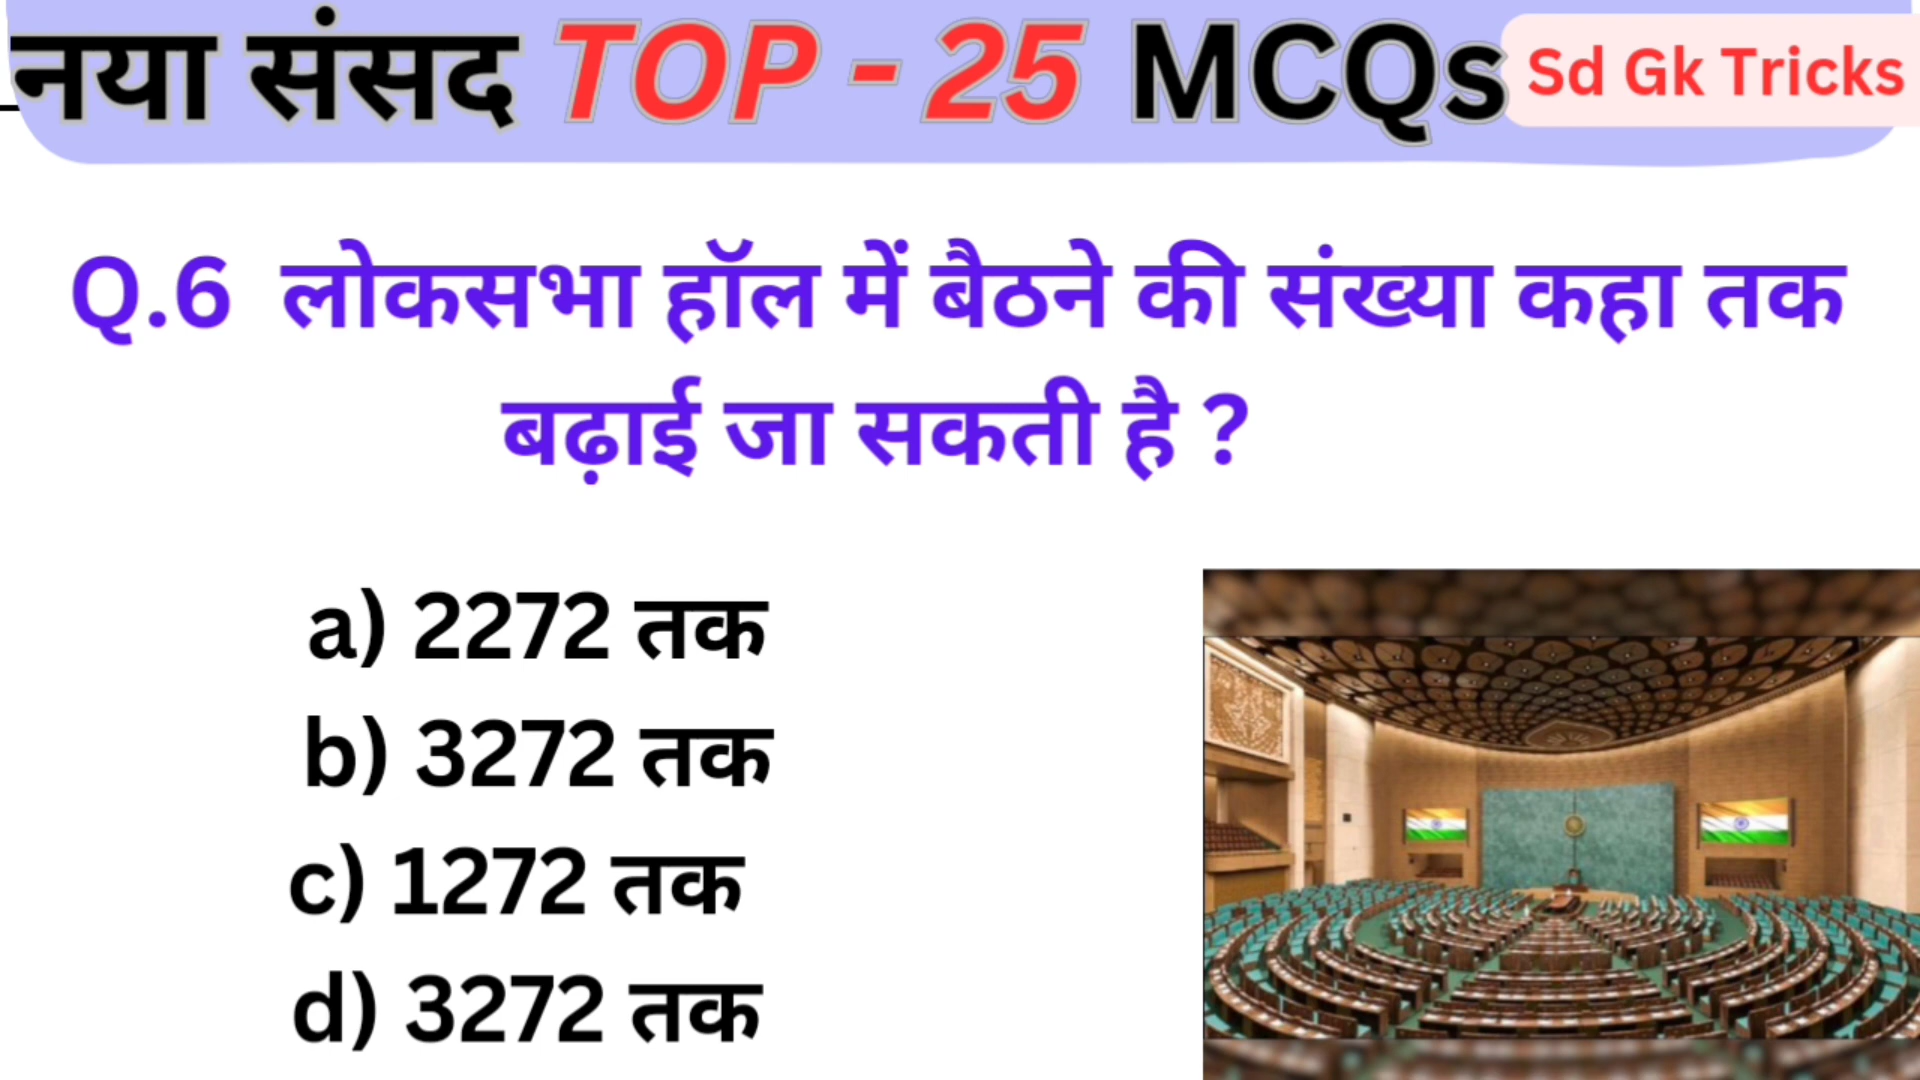 नया संसद TOP - 25 MCQs Sd Gk Tricks
Q.6 लोकसभा हॉल में बैठने की संख्या कहा तक
बढ़ाई जा सकती है ?
a) 2272 तक
b) 3272 तक
c) 1272 तक
d) 3272 तक